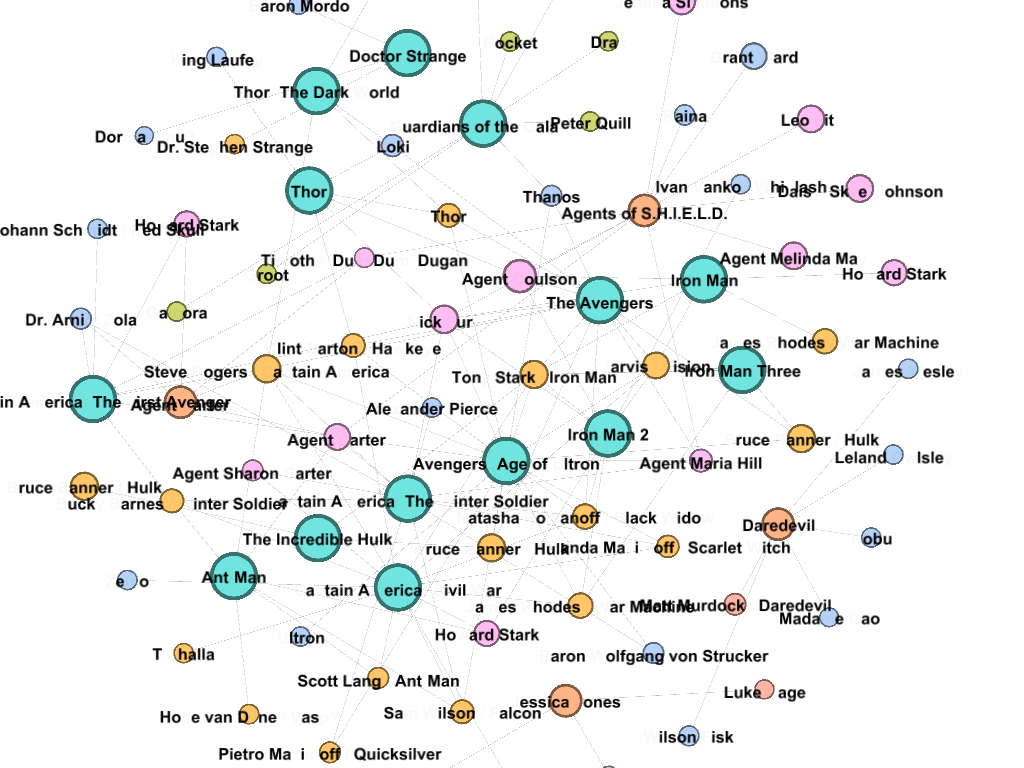 aron Mordo
e a Si ons
ocket
Dra
Doctor Strange
ing Laufe
rant ard
Thor The Dark orld
aina
Leo it
uardians of the ala
Peter Quill
Dor a u
Dr. Ste hen Strange
Loki
Thor
Thanos
Ivan anko hi lash
Dais Sk e ohnson
Thor
Agents of S.H.I.E.L.D.
Ho ard Stark
ohann Sch idt ed Skull
Ti oth Du Du Dugan
root
Agent Melinda Ma
Agent oulson
Iron Man
Ho ard Stark
The Avengers
a ora
Dr. Arni ola
ick ur
lint arton Ha ke e
a es hodes ar Machine
Steve ogers a tain A erica
Ton Stark Iron Man
arvis ision
Iron Man Three
a es esle
in A erica The irst Avenger
Agent arter
Ale ander Pierce
Iron Man 2
Agent arter
ruce anner Hulk
Leland lsle
Avengers Age of ltron
Agent Maria Hill
Agent Sharon arter
ruce anner Hulk
uck arnes inter Soldier
a tain A erica The inter Soldier
atasha o anoff lack ido
Daredevil
The Incredible Hulk
ruce anner Hulk
anda Ma i off Scarlet itch
obu
e o
Ant Man
a tain A erica ivil ar
a es hodes ar Machine
Matt Murdock Daredevil
Mada e ao
ltron
Ho ard Stark
T halla
aron olfgang von Strucker
Scott Lang Ant Man
Luke age
essica ones
Ho e van D ne as
Sa ilson alcon
wilson isk
Pietro Ma i off Quicksilver